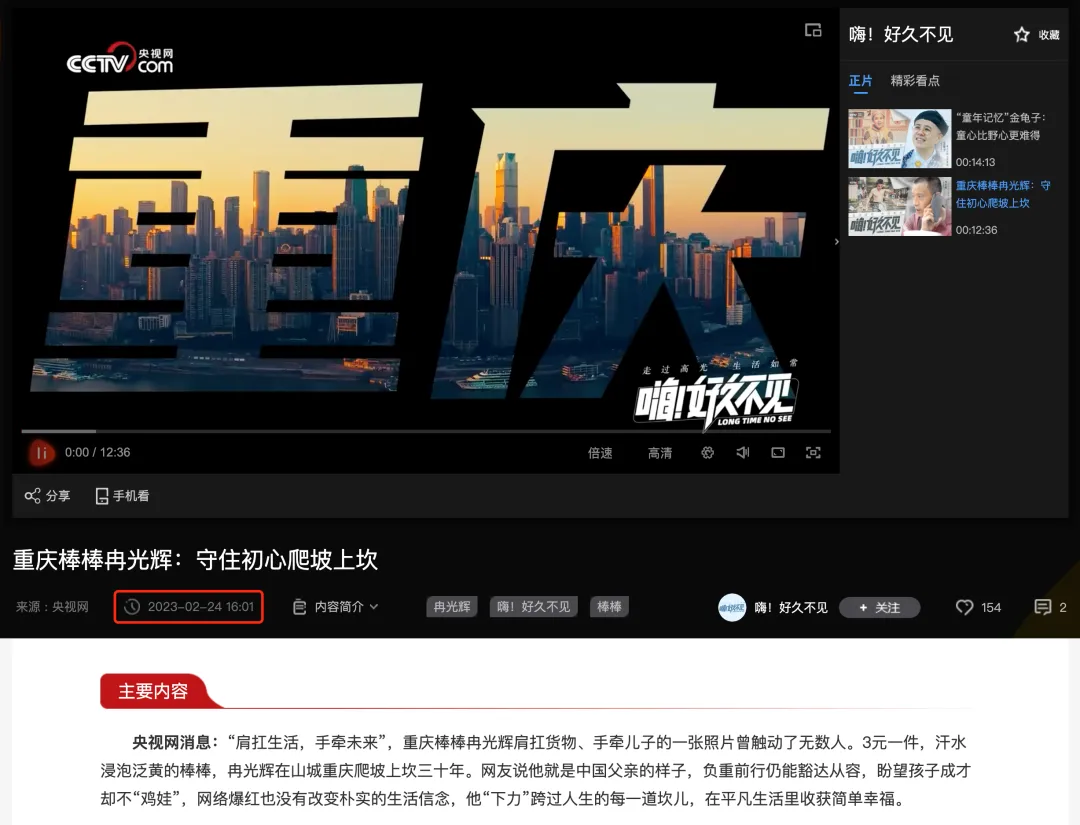 CCTV 央视网
com
重庆
走过高光 生活如常
嗨!好久不见
LONG TIME NO SEE
0:00 / 12:36
倍速
高清
分享
手机看
嗨!好久不见
收藏
正片
精彩看点
“童年记忆”金龟子:
童心比野心更难得
00:14:13
嗨!好久不见
重庆棒棒冉光辉:守
住初心爬坡上坎
00:12:36
嗨!好久不见
重庆棒棒冉光辉:守住初心爬坡上坎
来源:央视网
2023-02-24 16:01
内容简介
冉光辉
嗨!好久不见
棒棒
嗨!好久不见
+ 关注
154
2
主要内容
央视网消息:“肩扛生活,手牵未来”,重庆棒棒冉光辉肩扛货物、手牵儿子的一张照片曾触动了无数人。3元一件,汗水
浸泡泛黄的棒棒,冉光辉在山城重庆爬坡上坎三十年。网友说他就是中国父亲的样子,负重前行仍能豁达从容,盼望孩子成才
却不“鸡娃”,网络爆红也没有改变朴实的生活信念,他“下力”跨过人生的每一道坎儿,在平凡生活里收获简单幸福。